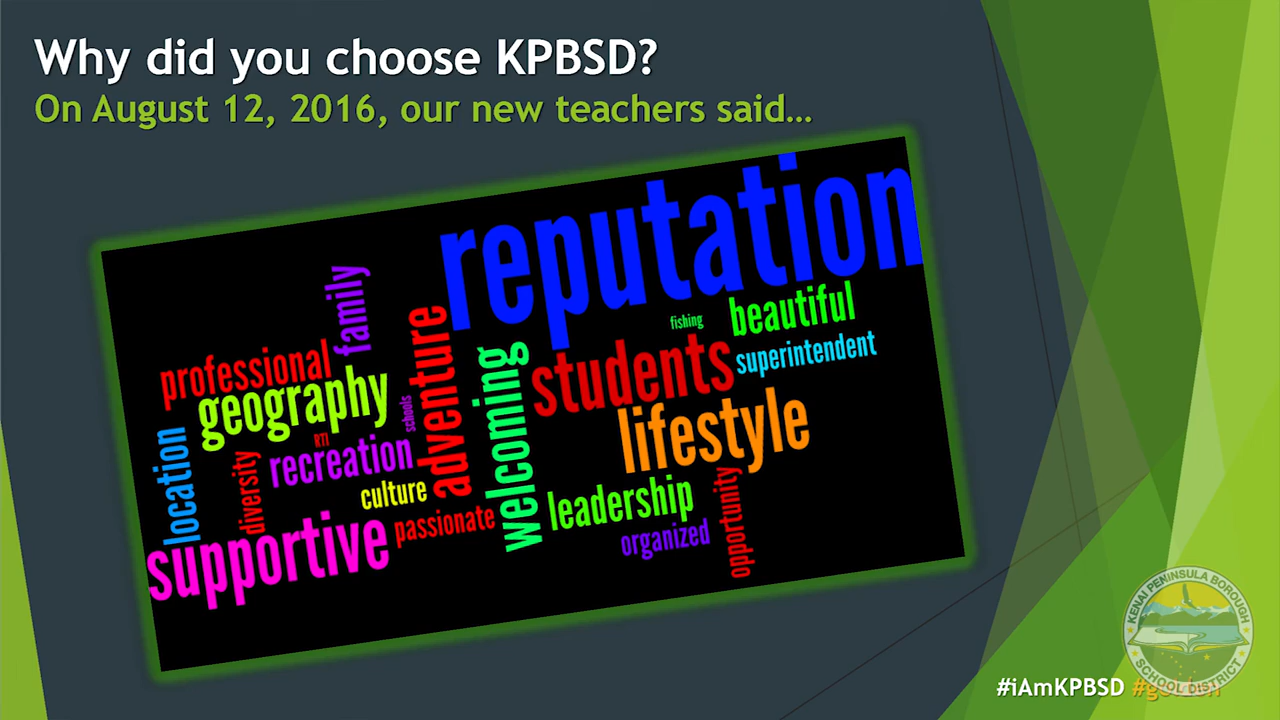 Why did you choose KPBSD?
On August 12, 2016, our new teachers said...
reputation
family
beautiful
fishing
adventure
professional
superintendent
students
welcoming
geography
schools
lifestyle
RTI
recreation
location
diversity
culture
leadership
passionate
opportunity
organized
supportive
KENAI PENINSULA BOROUGH
SCHOOL DISTRICT
#iAmKPBSD